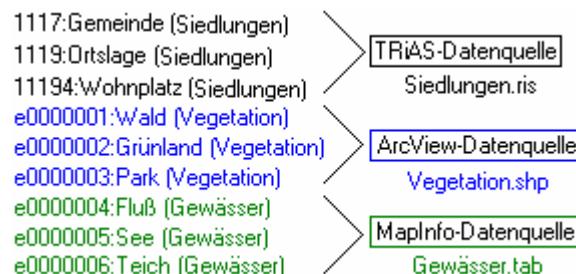 1117:Gemeinde (Siedlungen)
1119:Ortslage (Siedlungen)
11194:Wohnplatz (Siedlungen)
TRiAS-Datenquelle
Siedlungen.ris
e0000001:Wald (Vegetation)
e0000002:Grünland (Vegetation)
e0000003:Park (Vegetation)
ArcView-Datenquelle
Vegetation.shp
e0000004:Fluß (Gewässer)
e0000005:See (Gewässer)
e0000006:Teich (Gewässer)
MapInfo-Datenquelle
Gewässer.tab